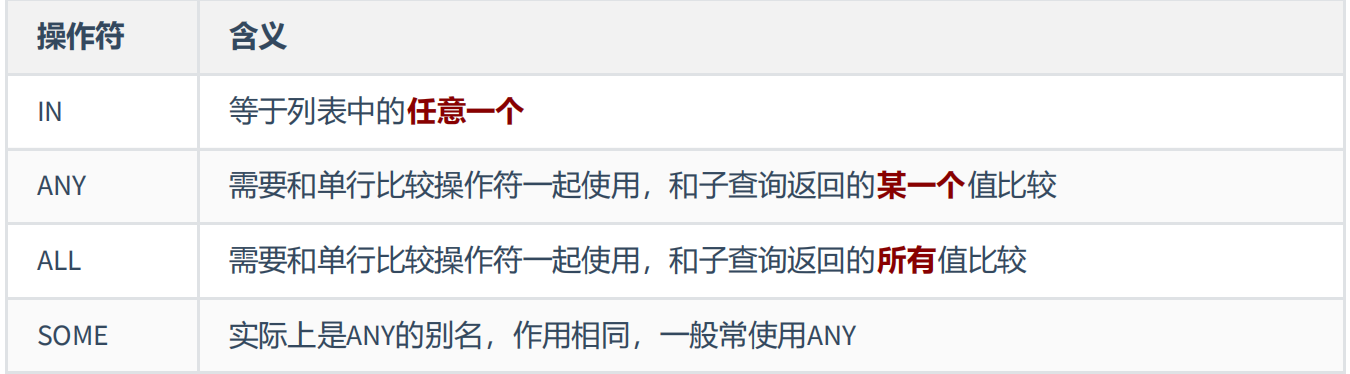 操作符 含义
IN 等于列表中的任意一个
ANY 需要和单行比较操作符一起使用，和子查询返回的某一个值比较
ALL 需要和单行比较操作符一起使用，和子查询返回的所有值比较
SOME 实际上是ANY的别名，作用相同，一般常使用ANY